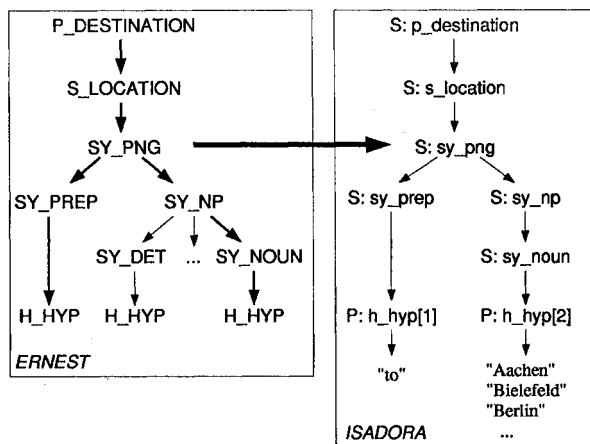 P_DESTINATION
S_LOCATION
SY_PNG
SY_PREP SY_NP
SY_DET ... SY_NOUN
H_HYP H_HYP H_HYP
ERNEST
S: p_destination
S: s_location
S: sy_png
S: sy_prep S: sy_np
S: sy_noun
P: h_hyp[1] P: h_hyp[2]
"to" "Aachen"
"Bielefeld"
"Berlin"
...
ISADORA